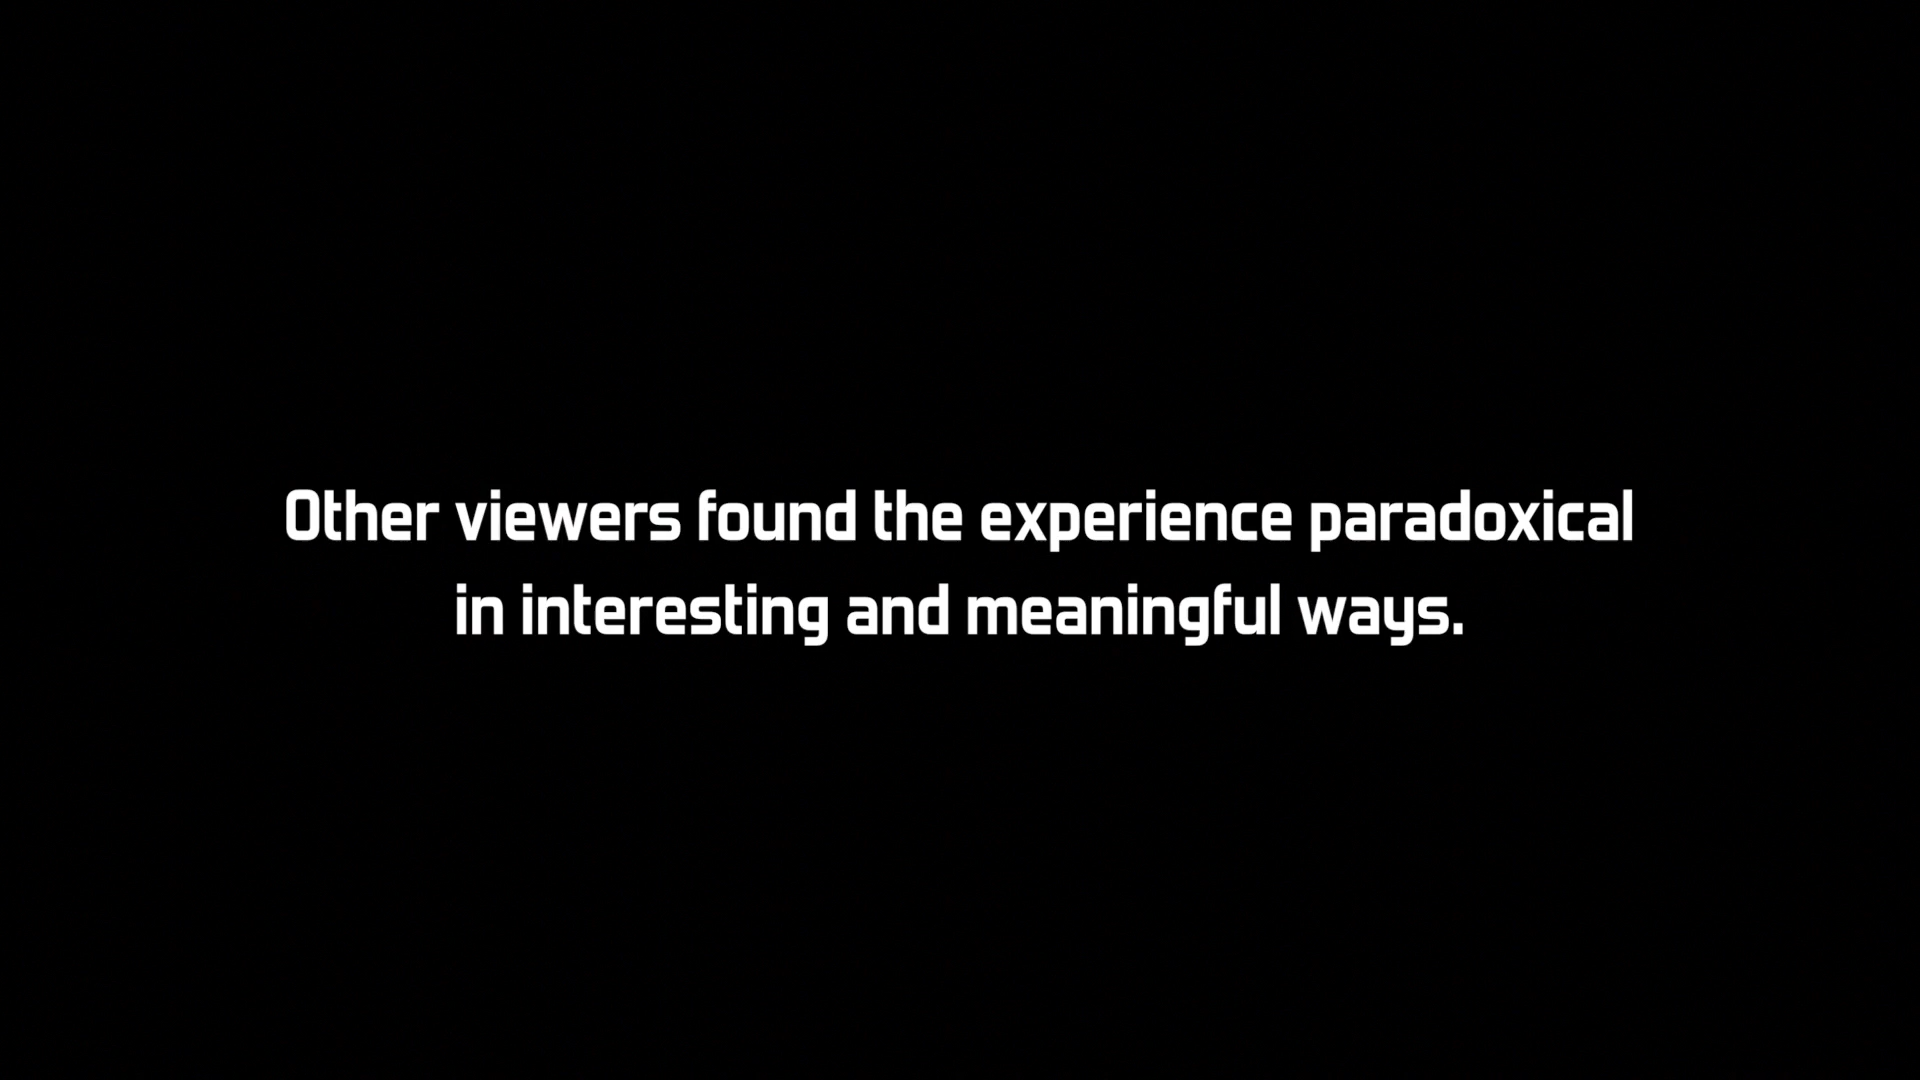 Other viewers found the experience paradoxical
in interesting and meaningful ways.